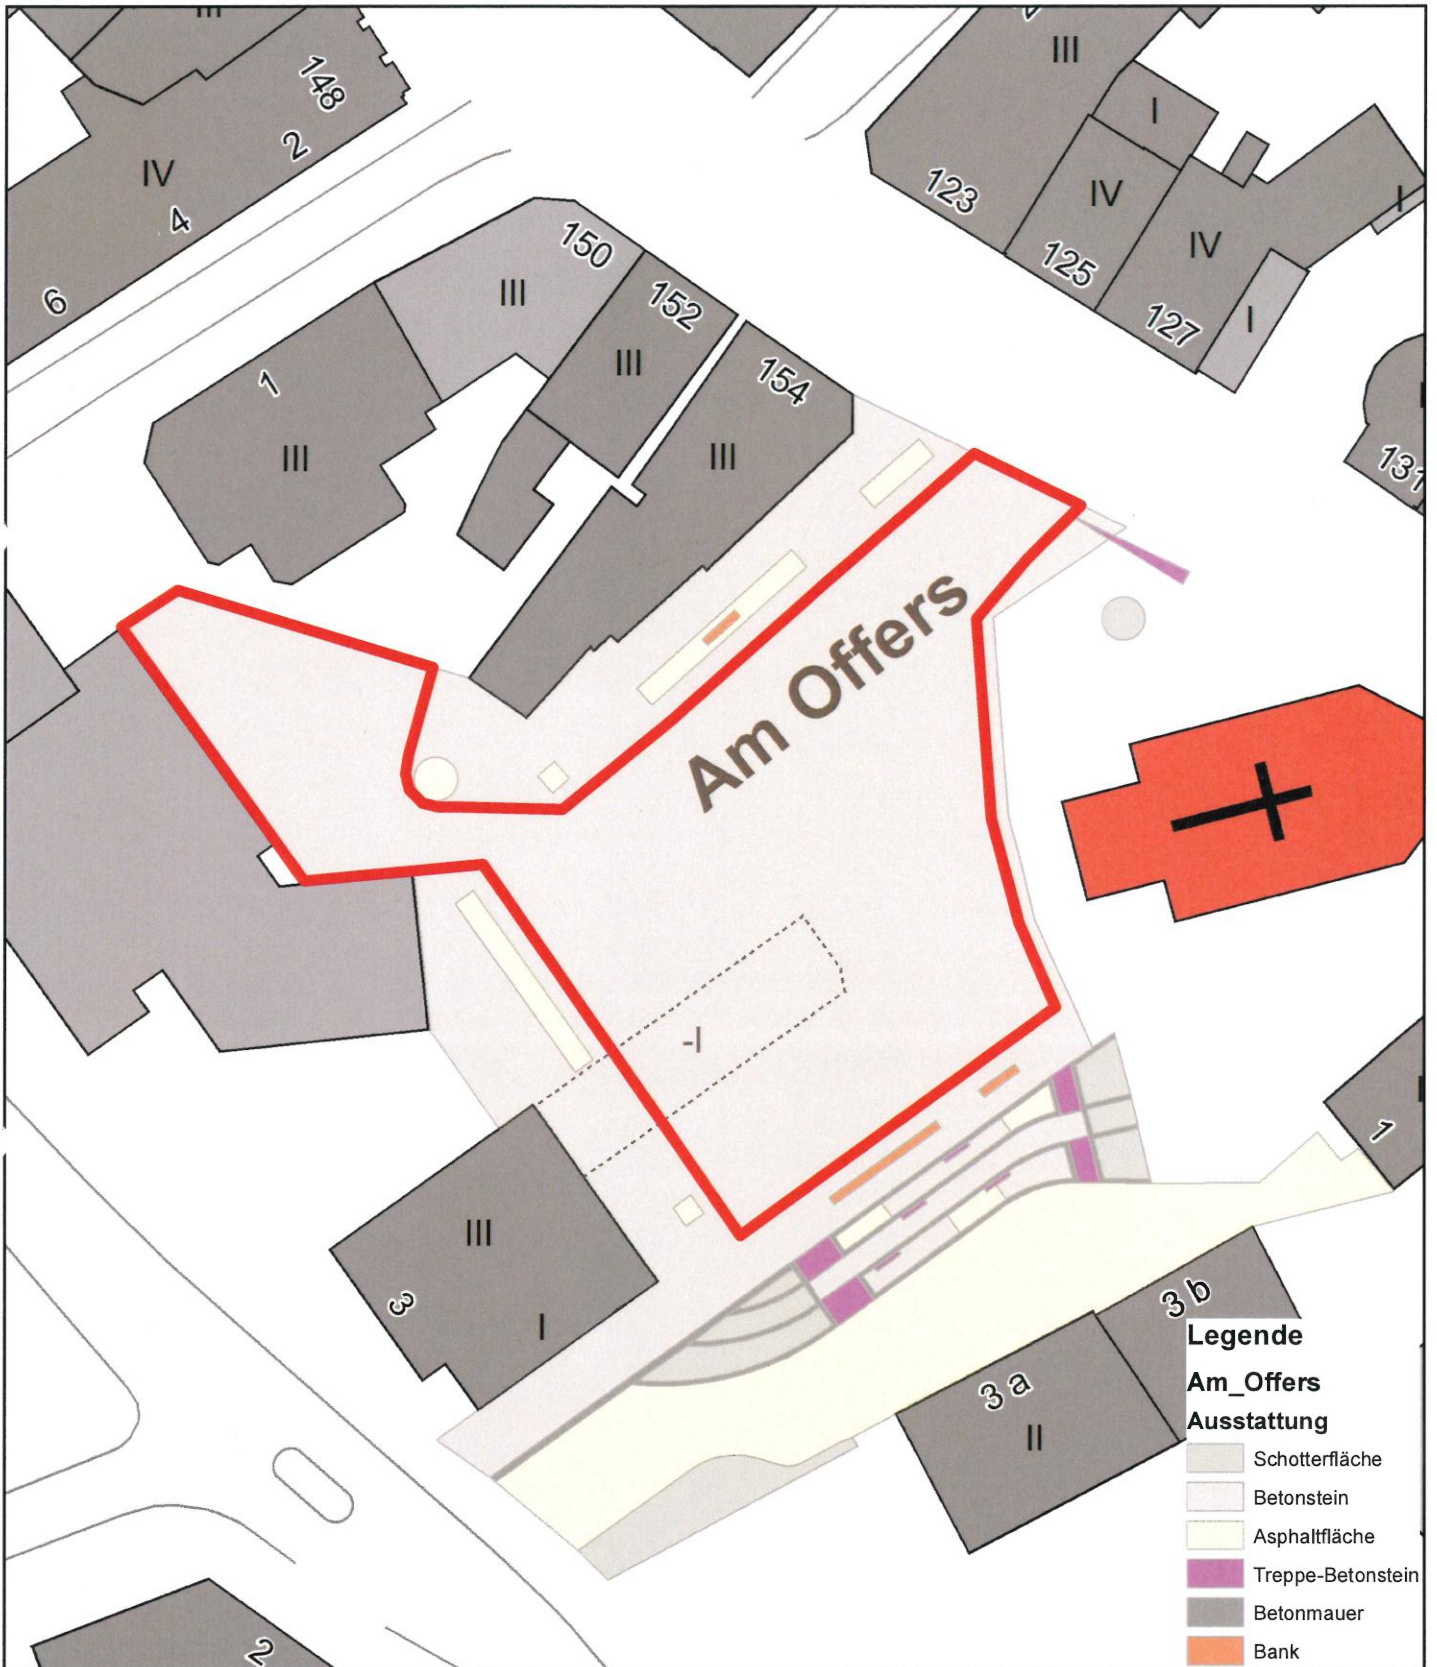 III
148
2
IV
4
6
III
I
IV
I
123
125
IV
127
I
131
150
III
152
III
154
III
1
III
Am Offers
-I
III
3
I
1
3 b
3 a
II
2
Legende
Am_Offers
Ausstattung
Schotterfläche
Betonstein
Asphaltfläche
Treppe-Betonstein
Betonmauer
Bank